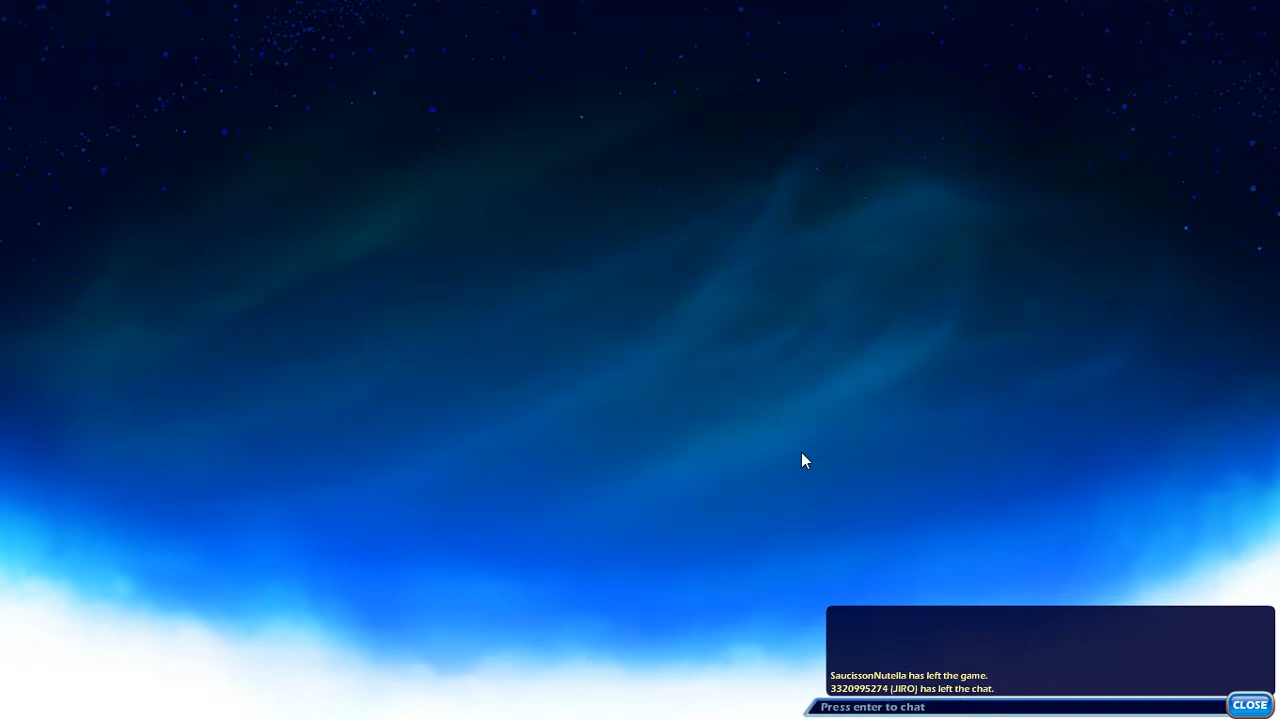 SaucissonNutella has left the game.
3320995274 (JIRO) has left the chat.
Press enter to chat
CLOSE